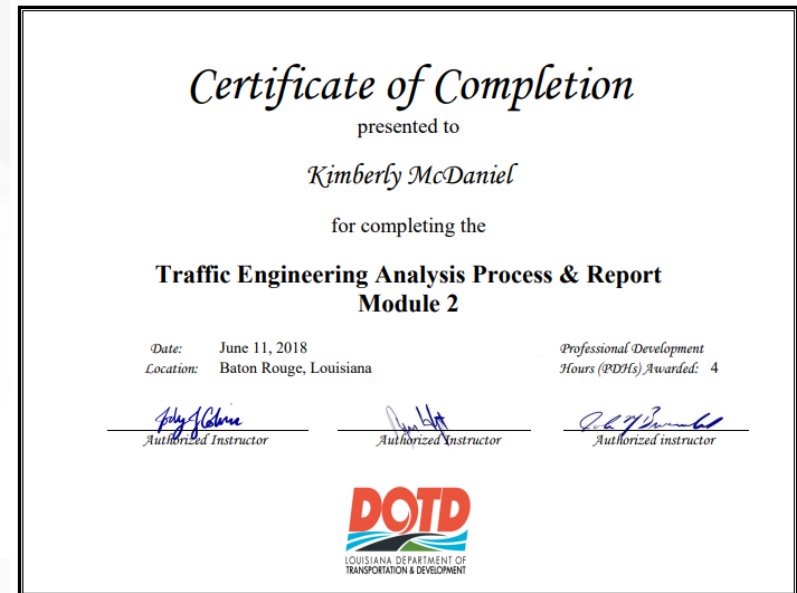 Certificate of Completion
presented to
Kimberly McDaniel
for completing the
Traffic Engineering Analysis Process & Report
Module 2
Date: June 11, 2018
Location: Baton Rouge, Louisiana
Professional Development
Hours (PDHs) Awarded: 4
Authorized Instructor
Authorized Instructor
Authorized instructor
DOTD
LOUISIANA DEPARTMENT OF
TRANSPORTATION & DEVELOPMENT